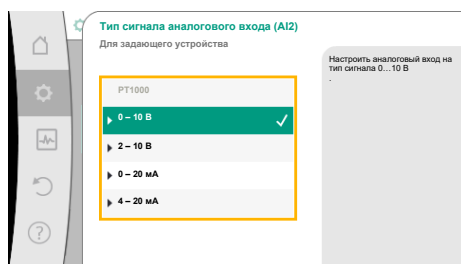 Тип сигнала аналогового входа (AI2)
Для задающего устройства
Настроить аналоговый вход на
тип сигнала 0...10 В
.
PT1000
0 – 10 В
2 – 10 В
0 – 20 мА
4 – 20 мА
?